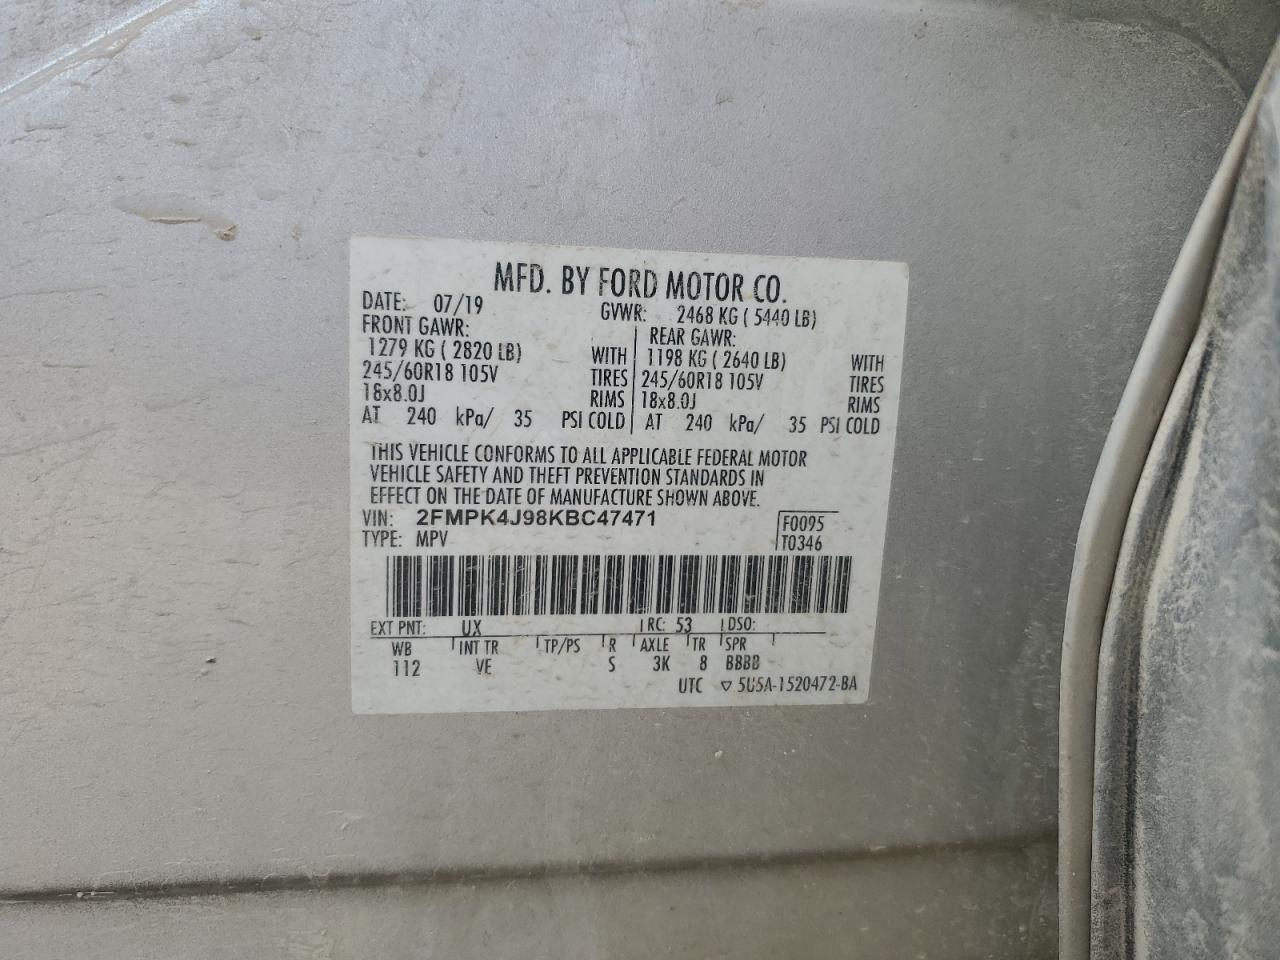 MFD. BY FORD MOTOR CO.
DATE: 07/19 GVWR: 2468 KG ( 5440 LB)
FRONT GAWR: REAR GAWR:
1279 KG ( 2820 LB) WITH 1198 KG ( 2640 LB) WITH
245/60R18 105V TIRES 245/60R18 105V TIRES
18x8.0J RIMS 18x8.0J RIMS
AT 240 kPa/ 35 PSI COLD AT 240 kPa/ 35 PSI COLD
THIS VEHICLE CONFORMS TO ALL APPLICABLE FEDERAL MOTOR
VEHICLE SAFETY AND THEFT PREVENTION STANDARDS IN
EFFECT ON THE DATE OF MANUFACTURE SHOWN ABOVE.
VIN: 2FMPK4J98KBC47471 F0095
TYPE: MPV T0346
EXT PNT: UX RC: 53 DSO:
WB INT TR TP/PS R AXLE TR SPR
112 VE S 3K 8 BBBB
UTC ▽ 5U5A-1520472-BA